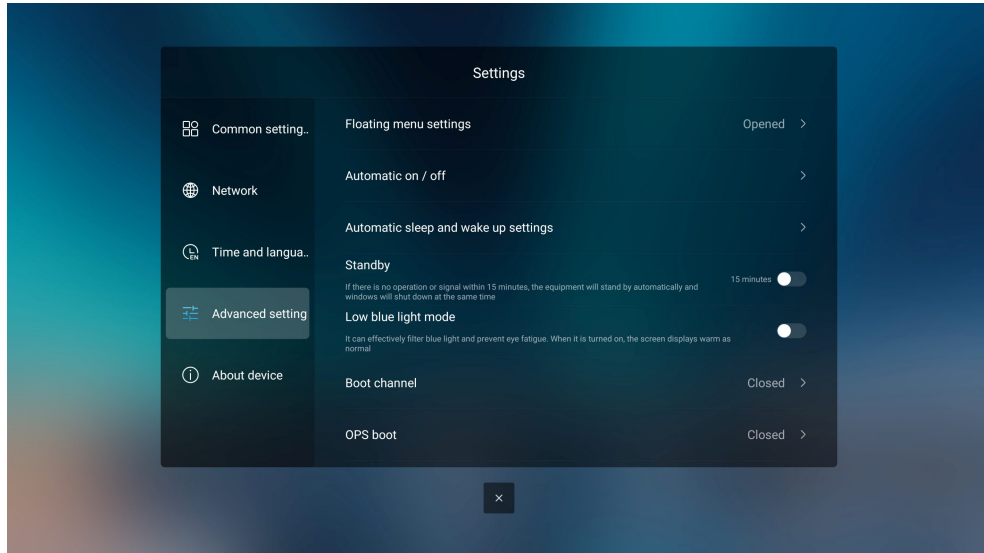 Settings
Common setting..
Network
Time and langua..
EN
Advanced setting
About device
Floating menu settings
Opened
Automatic on / off
Automatic sleep and wake up settings
Standby
If there is no operation or signal within 15 minutes, the equipment will stand by automatically and
windows will shut down at the same time
15 minutes
Low blue light mode
It can effectively filter blue light and prevent eye fatigue. When it is turned on, the screen displays warm as
normal
Boot channel
Closed
OPS boot
Closed